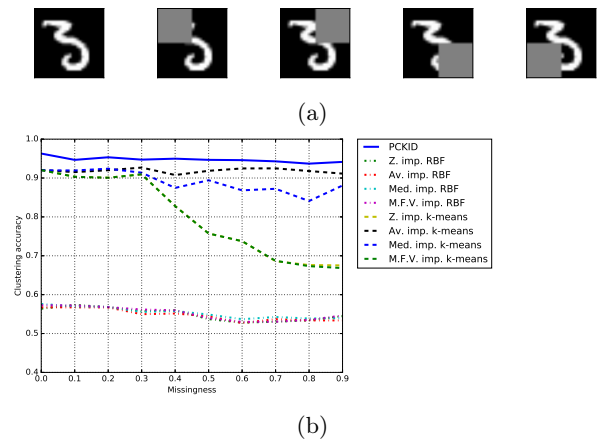 (a)
1.0
0.9
0.8
0.7
0.6
0.5
0.4
Clustering accuracy
0.0 0.1 0.2 0.3 0.4 0.5 0.6 0.7 0.8 0.9
Missingness
PCKID
Z. imp. RBF
Av. imp. RBF
Med. imp. RBF
M.F.V. imp. RBF
Z. imp. k-means
Av. imp. k-means
Med. imp. k-means
M.F.V. imp. k-means
(b)